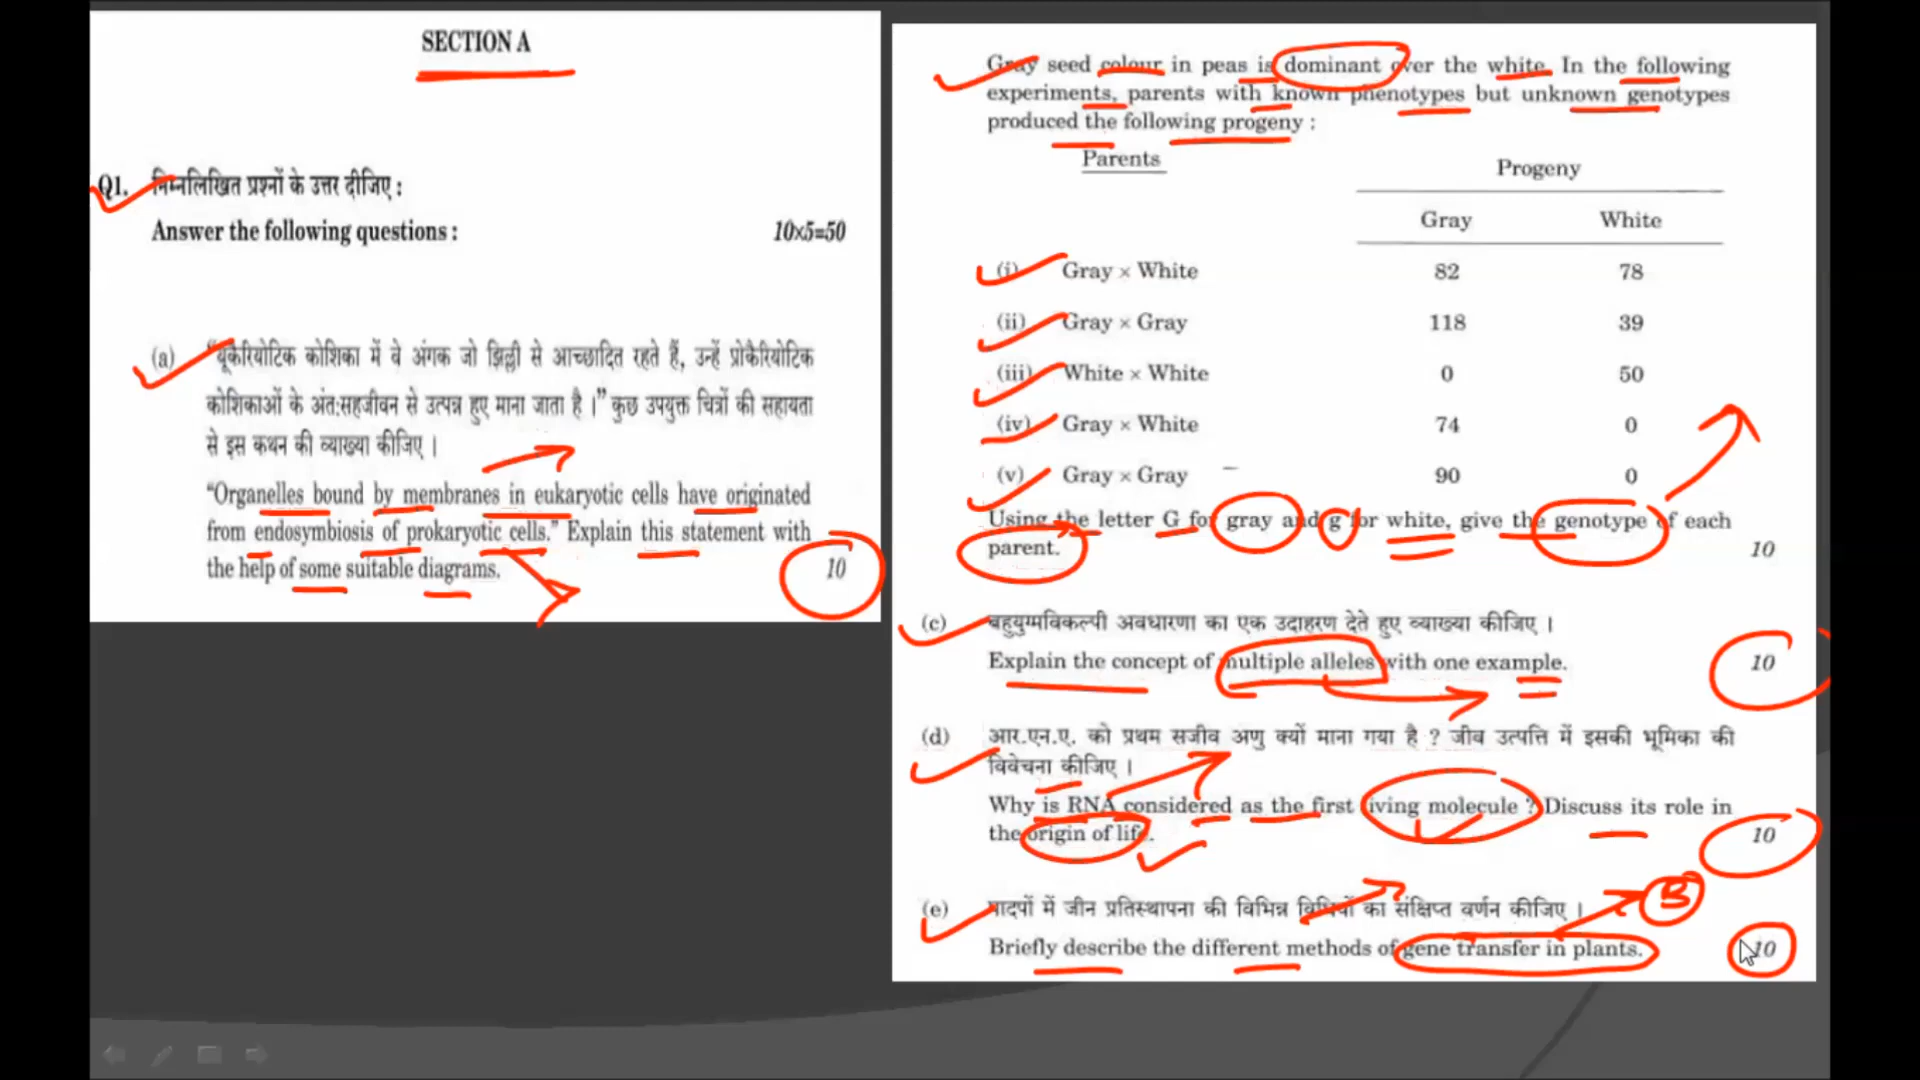 SECTION A
Q1. निम्नलिखित प्रश्नों के उत्तर दीजिए :
Answer the following questions : 10×5=50
(a) "यूकैरियोटिक कोशिका में वे अंगक जो झिल्ली से आच्छादित रहते हैं, उन्हें प्रोकैरियोटिक
कोशिकाओं के अंत:सहजीवन से उत्पन्न हुए माना जाता है ।" कुछ उपयुक्त चित्रों की सहायता
से इस कथन की व्याख्या कीजिए ।
"Organelles bound by membranes in eukaryotic cells have originated
from endosymbiosis of prokaryotic cells." Explain this statement with
the help of some suitable diagrams. 10
Gray seed colour in peas is dominant over the white. In the following
experiments, parents with known phenotypes but unknown genotypes
produced the following progeny :
Parents Progeny
Gray White
(i) Gray × White 82 78
(ii) Gray × Gray 118 39
(iii) White × White 0 50
(iv) Gray × White 74 0
(v) Gray × Gray 90 0
Using the letter G for gray and g for white, give the genotype of each
parent. 10
(c) बहुयुग्मविकल्पी अवधारणा का एक उदाहरण देते हुए व्याख्या कीजिए ।
Explain the concept of multiple alleles with one example. 10
(d) आर.एन.ए. को प्रथम सजीव अणु क्यों माना गया है ? जीव उत्पत्ति में इसकी भूमिका की
विवेचना कीजिए ।
Why is RNA considered as the first living molecule ? Discuss its role in
the origin of life. 10
(e) पादपों में जीन प्रतिस्थापना की विभिन्न विधियों का संक्षिप्त वर्णन कीजिए ।
Briefly describe the different methods of gene transfer in plants. 10